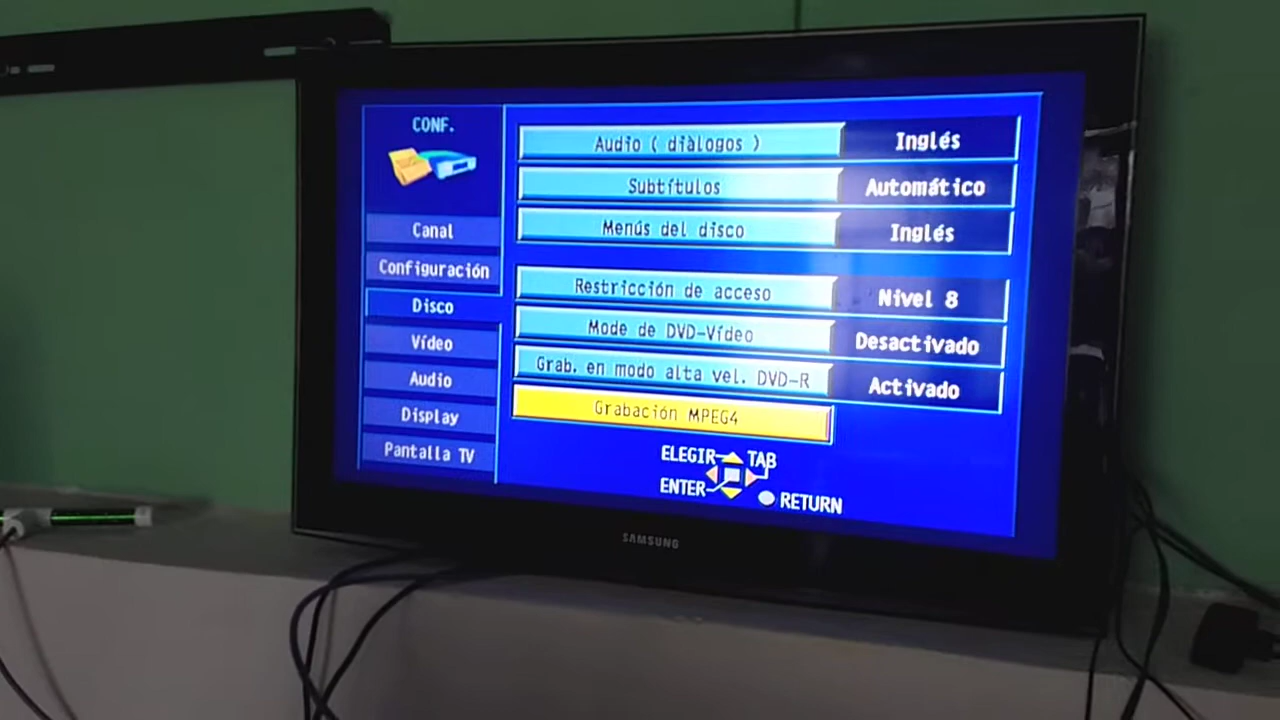 CONF.
Canal
Configuración
Disco
Vídeo
Audio
Display
Pantalla TV
Audio ( diàlogos ) Inglés
Subtítulos Automático
Menús del disco Inglés
Restricción de acceso Nivel 8
Mode de DVD-Vídeo Desactivado
Grab. en modo alta vel. DVD-R Activado
Grabación MPEG4
ELEGIR TAB
ENTER RETURN
SAMSUNG